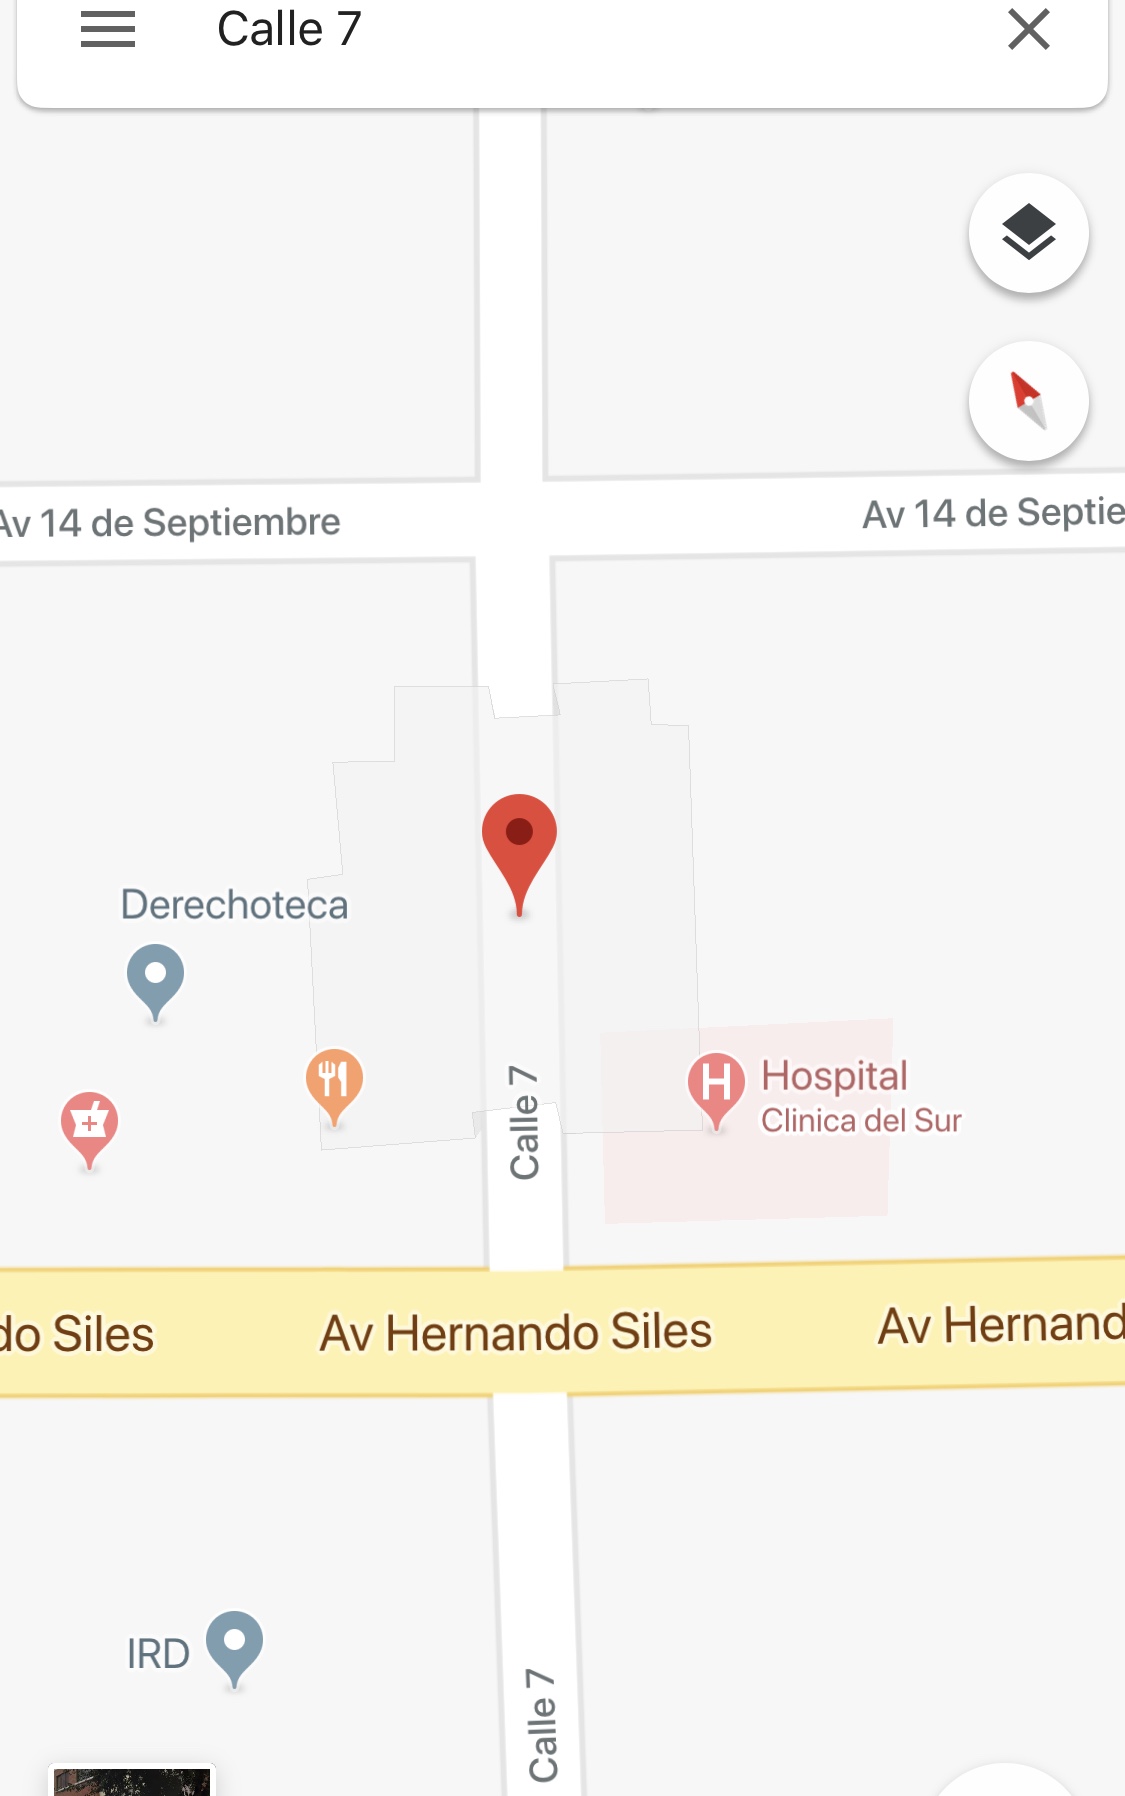 Calle 7
Av 14 de Septiembre
Av 14 de Septie
Derechoteca
H
Hospital
Clinica del Sur
Calle 7
do Siles
Av Hernando Siles
Av Hernand
IRD
Calle 7